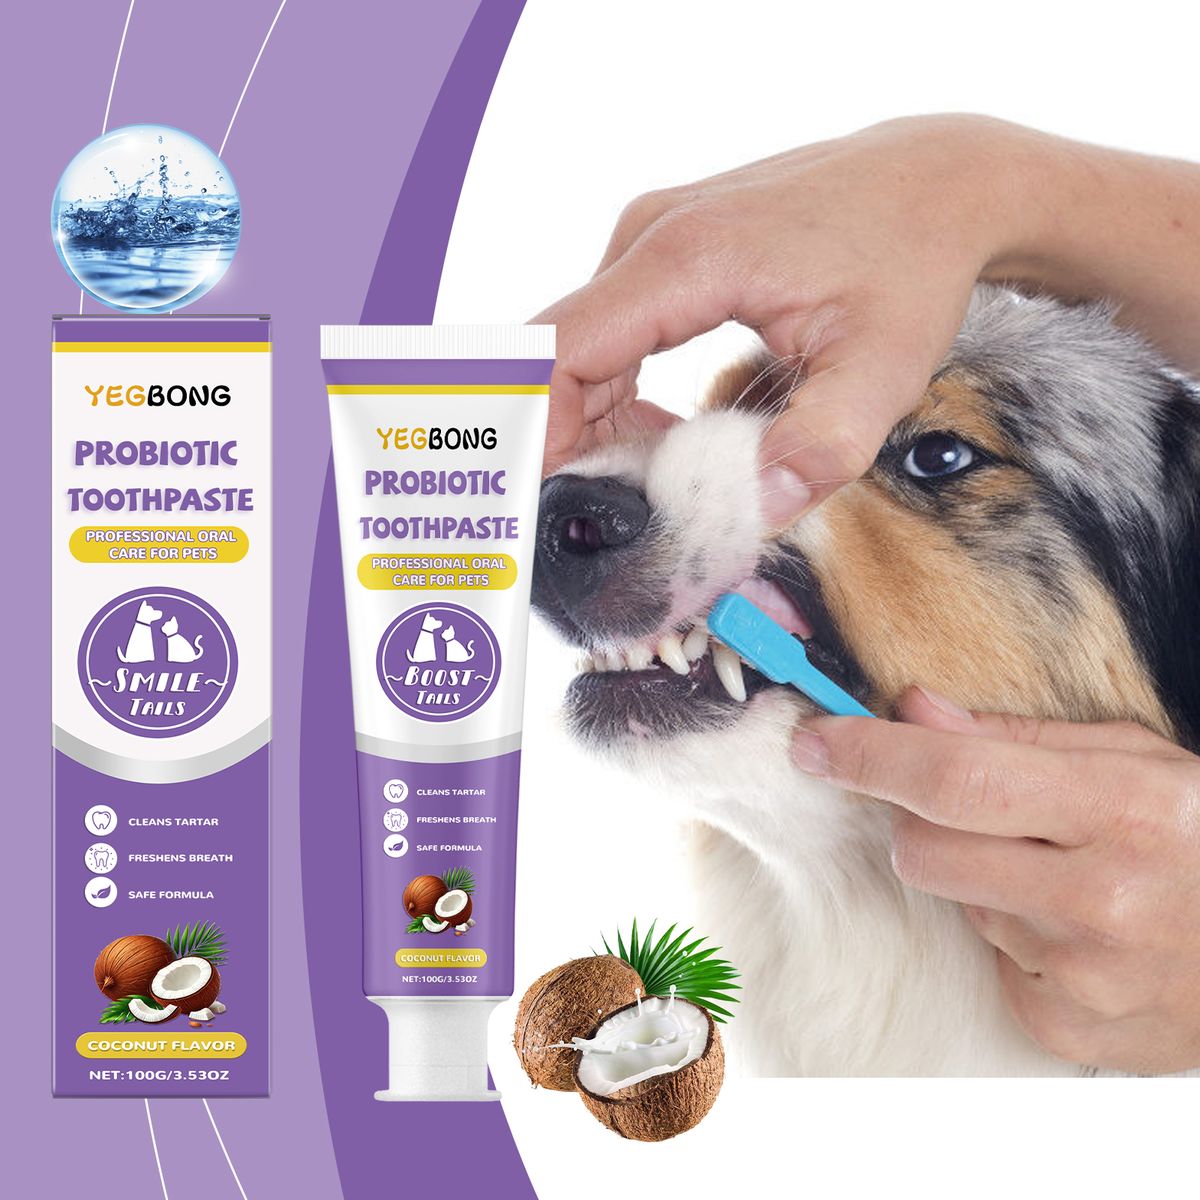 YEGBONG
PROBIOTIC
TOOTHPASTE
PROFESSIONAL ORAL
CARE FOR PETS
SMILE
TAILS
CLEANS TARTAR
FRESHENS BREATH
SAFE FORMULA
COCONUT FLAVOR
NET:100G/3.53OZ
YEGBONG
PROBIOTIC
TOOTHPASTE
PROFESSIONAL ORAL
CARE FOR PETS
BOOST
TAILS
CLEANS TARTAR
FRESHENS BREATH
SAFE FORMULA
COCONUT FLAVOR
NET:100G/3.53OZ